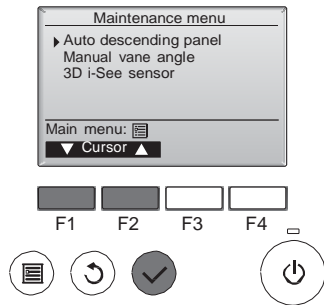 Maintenance menu
Auto descending panel
Manual vane angle
3D i-See sensor
Main menu:
Cursor
F1 F2 F3 F4